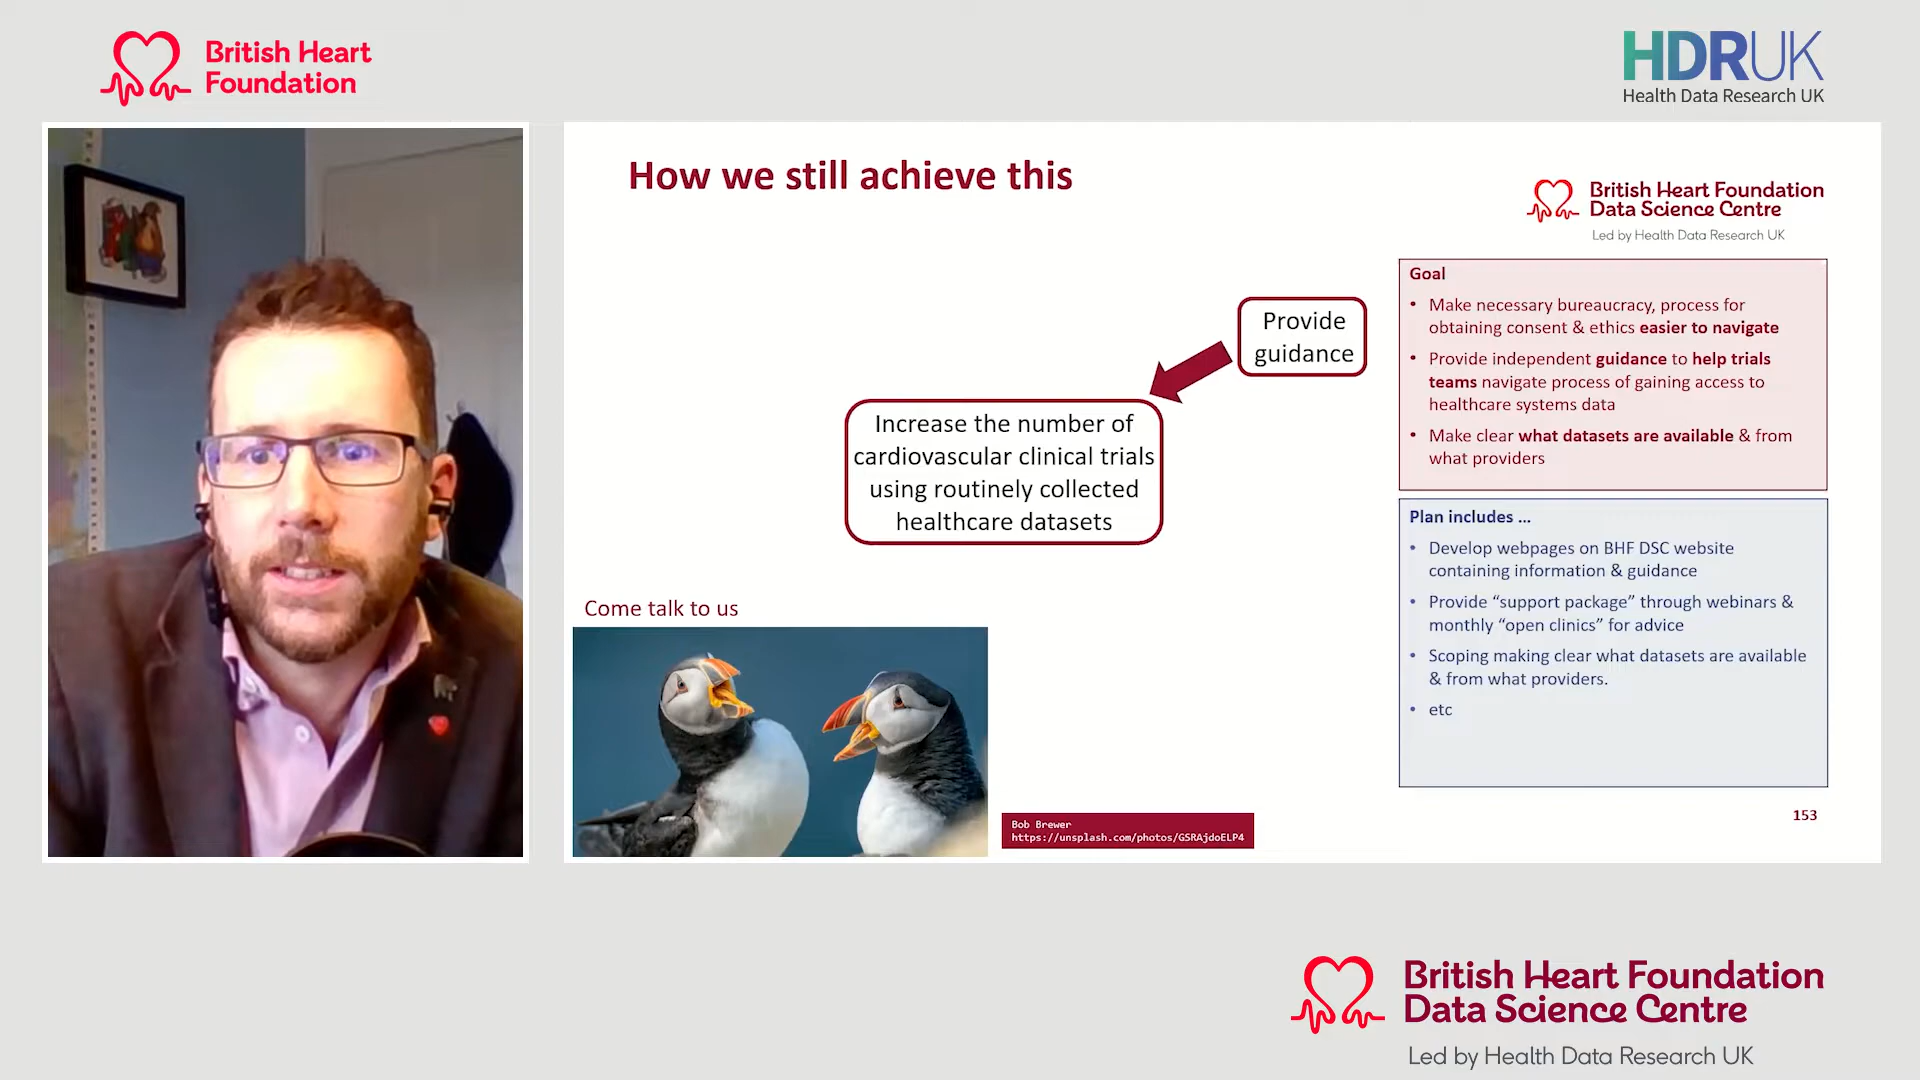 British Heart
Foundation
HDRUK
Health Data Research UK
How we still achieve this
British Heart Foundation
Data Science Centre
Led by Health Data Research UK
Provide
guidance
Increase the number of
cardiovascular clinical trials
using routinely collected
healthcare datasets
Goal
• Make necessary bureaucracy, process for
obtaining consent & ethics easier to navigate
• Provide independent guidance to help trials
teams navigate process of gaining access to
healthcare systems data
• Make clear what datasets are available & from
what providers
Plan includes ...
• Develop webpages on BHF DSC website
containing information & guidance
• Provide “support package” through webinars &
monthly “open clinics” for advice
• Scoping making clear what datasets are available
& from what providers.
• etc
Come talk to us
Bob Brewer
https://unsplash.com/photos/GSRAjdoELP4
153
British Heart Foundation
Data Science Centre
Led by Health Data Research UK